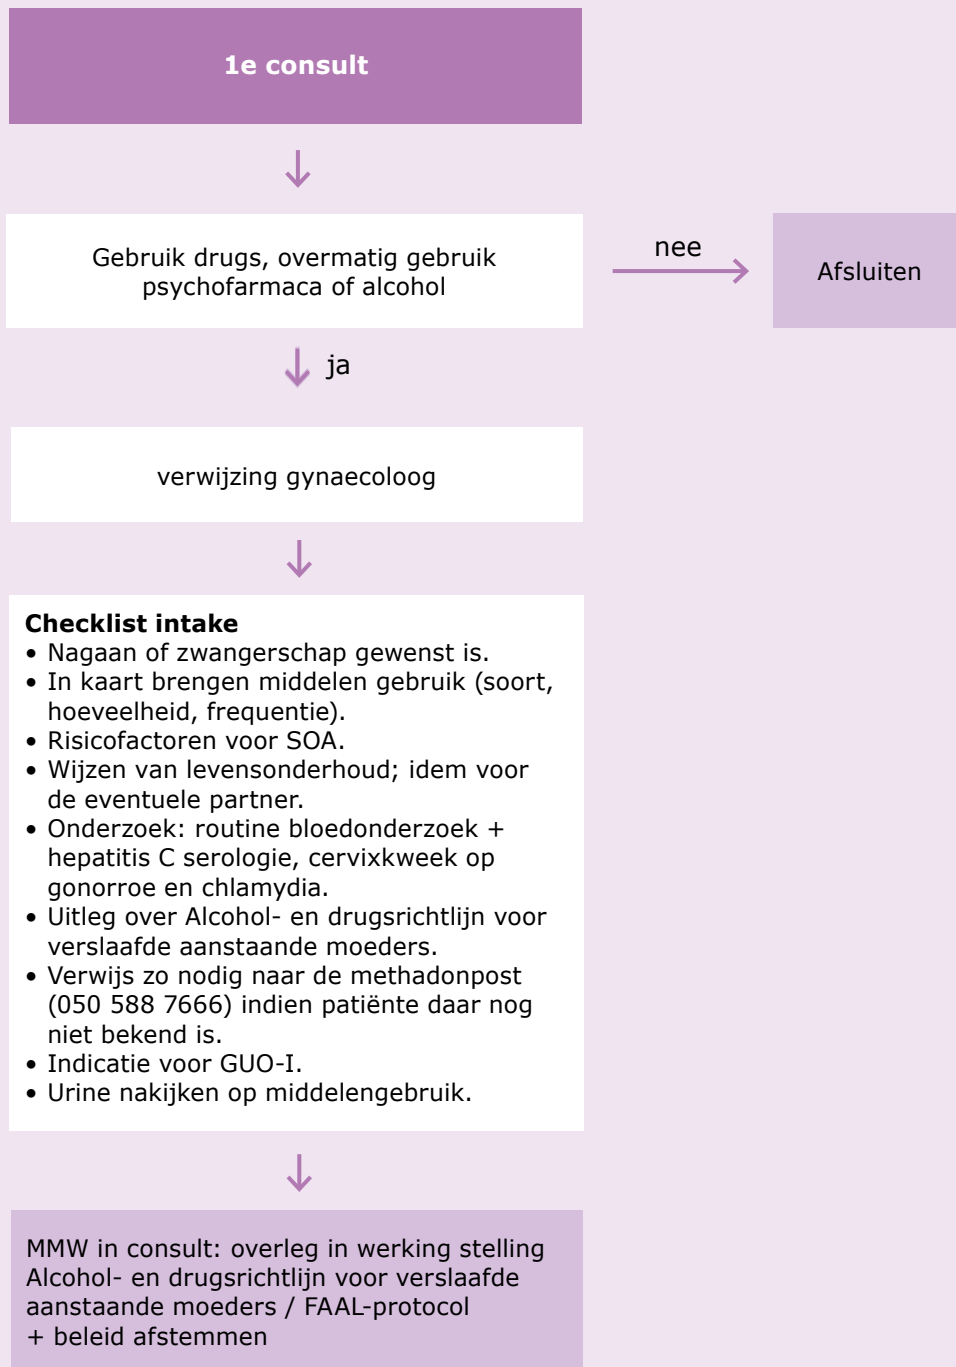 1e consult
Gebruik drugs, overmatig gebruik
psychofarmaca of alcohol
nee
Afsluiten
ja
verwijzing gynaecoloog
Checklist intake
• Nagaan of zwangerschap gewenst is.
• In kaart brengen middelen gebruik (soort,
hoeveelheid, frequentie).
• Risicofactoren voor SOA.
• Wijzen van levensonderhoud; idem voor
de eventuele partner.
• Onderzoek: routine bloedonderzoek +
hepatitis C serologie, cervixkweek op
gonorroe en chlamydia.
• Uitleg over Alcohol- en drugsrichtlijn voor
verslaafde aanstaande moeders.
• Verwijs zo nodig naar de methadonpost
(050 588 7666) indien patiënte daar nog
niet bekend is.
• Indicatie voor GUO-I.
• Urine nakijken op middelengebruik.
MMW in consult: overleg in werking stelling
Alcohol- en drugsrichtlijn voor verslaafde
aanstaande moeders / FAAL-protocol
+ beleid afstemmen